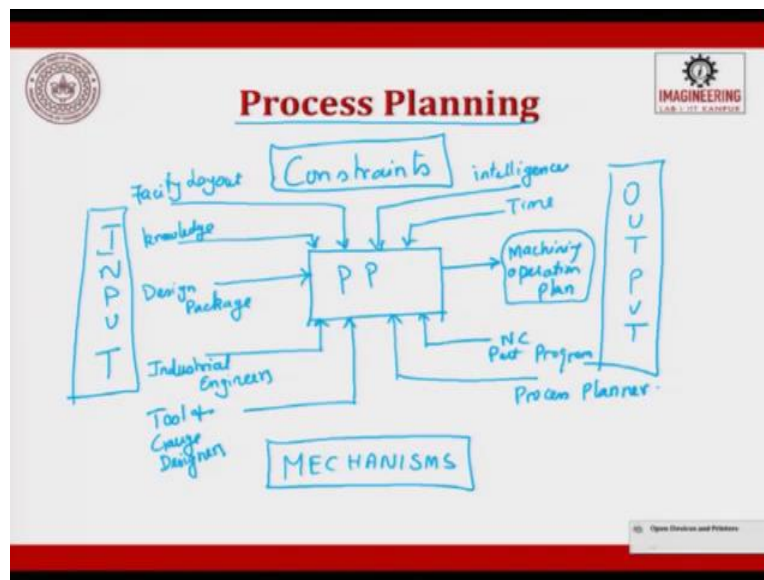 Process Planning
IMAGINEERING
LAB - IIT KANPUR
Constraints
Facity Layout
intelligence
Time
knowledge
INPUT
OUTPUT
PP
Design
Package
Machining
operation
plan
NC
Part Program
Industrial
Engineers
Process Planner.
Tool &
Gauge
Designers
MECHANISMS
Open Devices and Printers